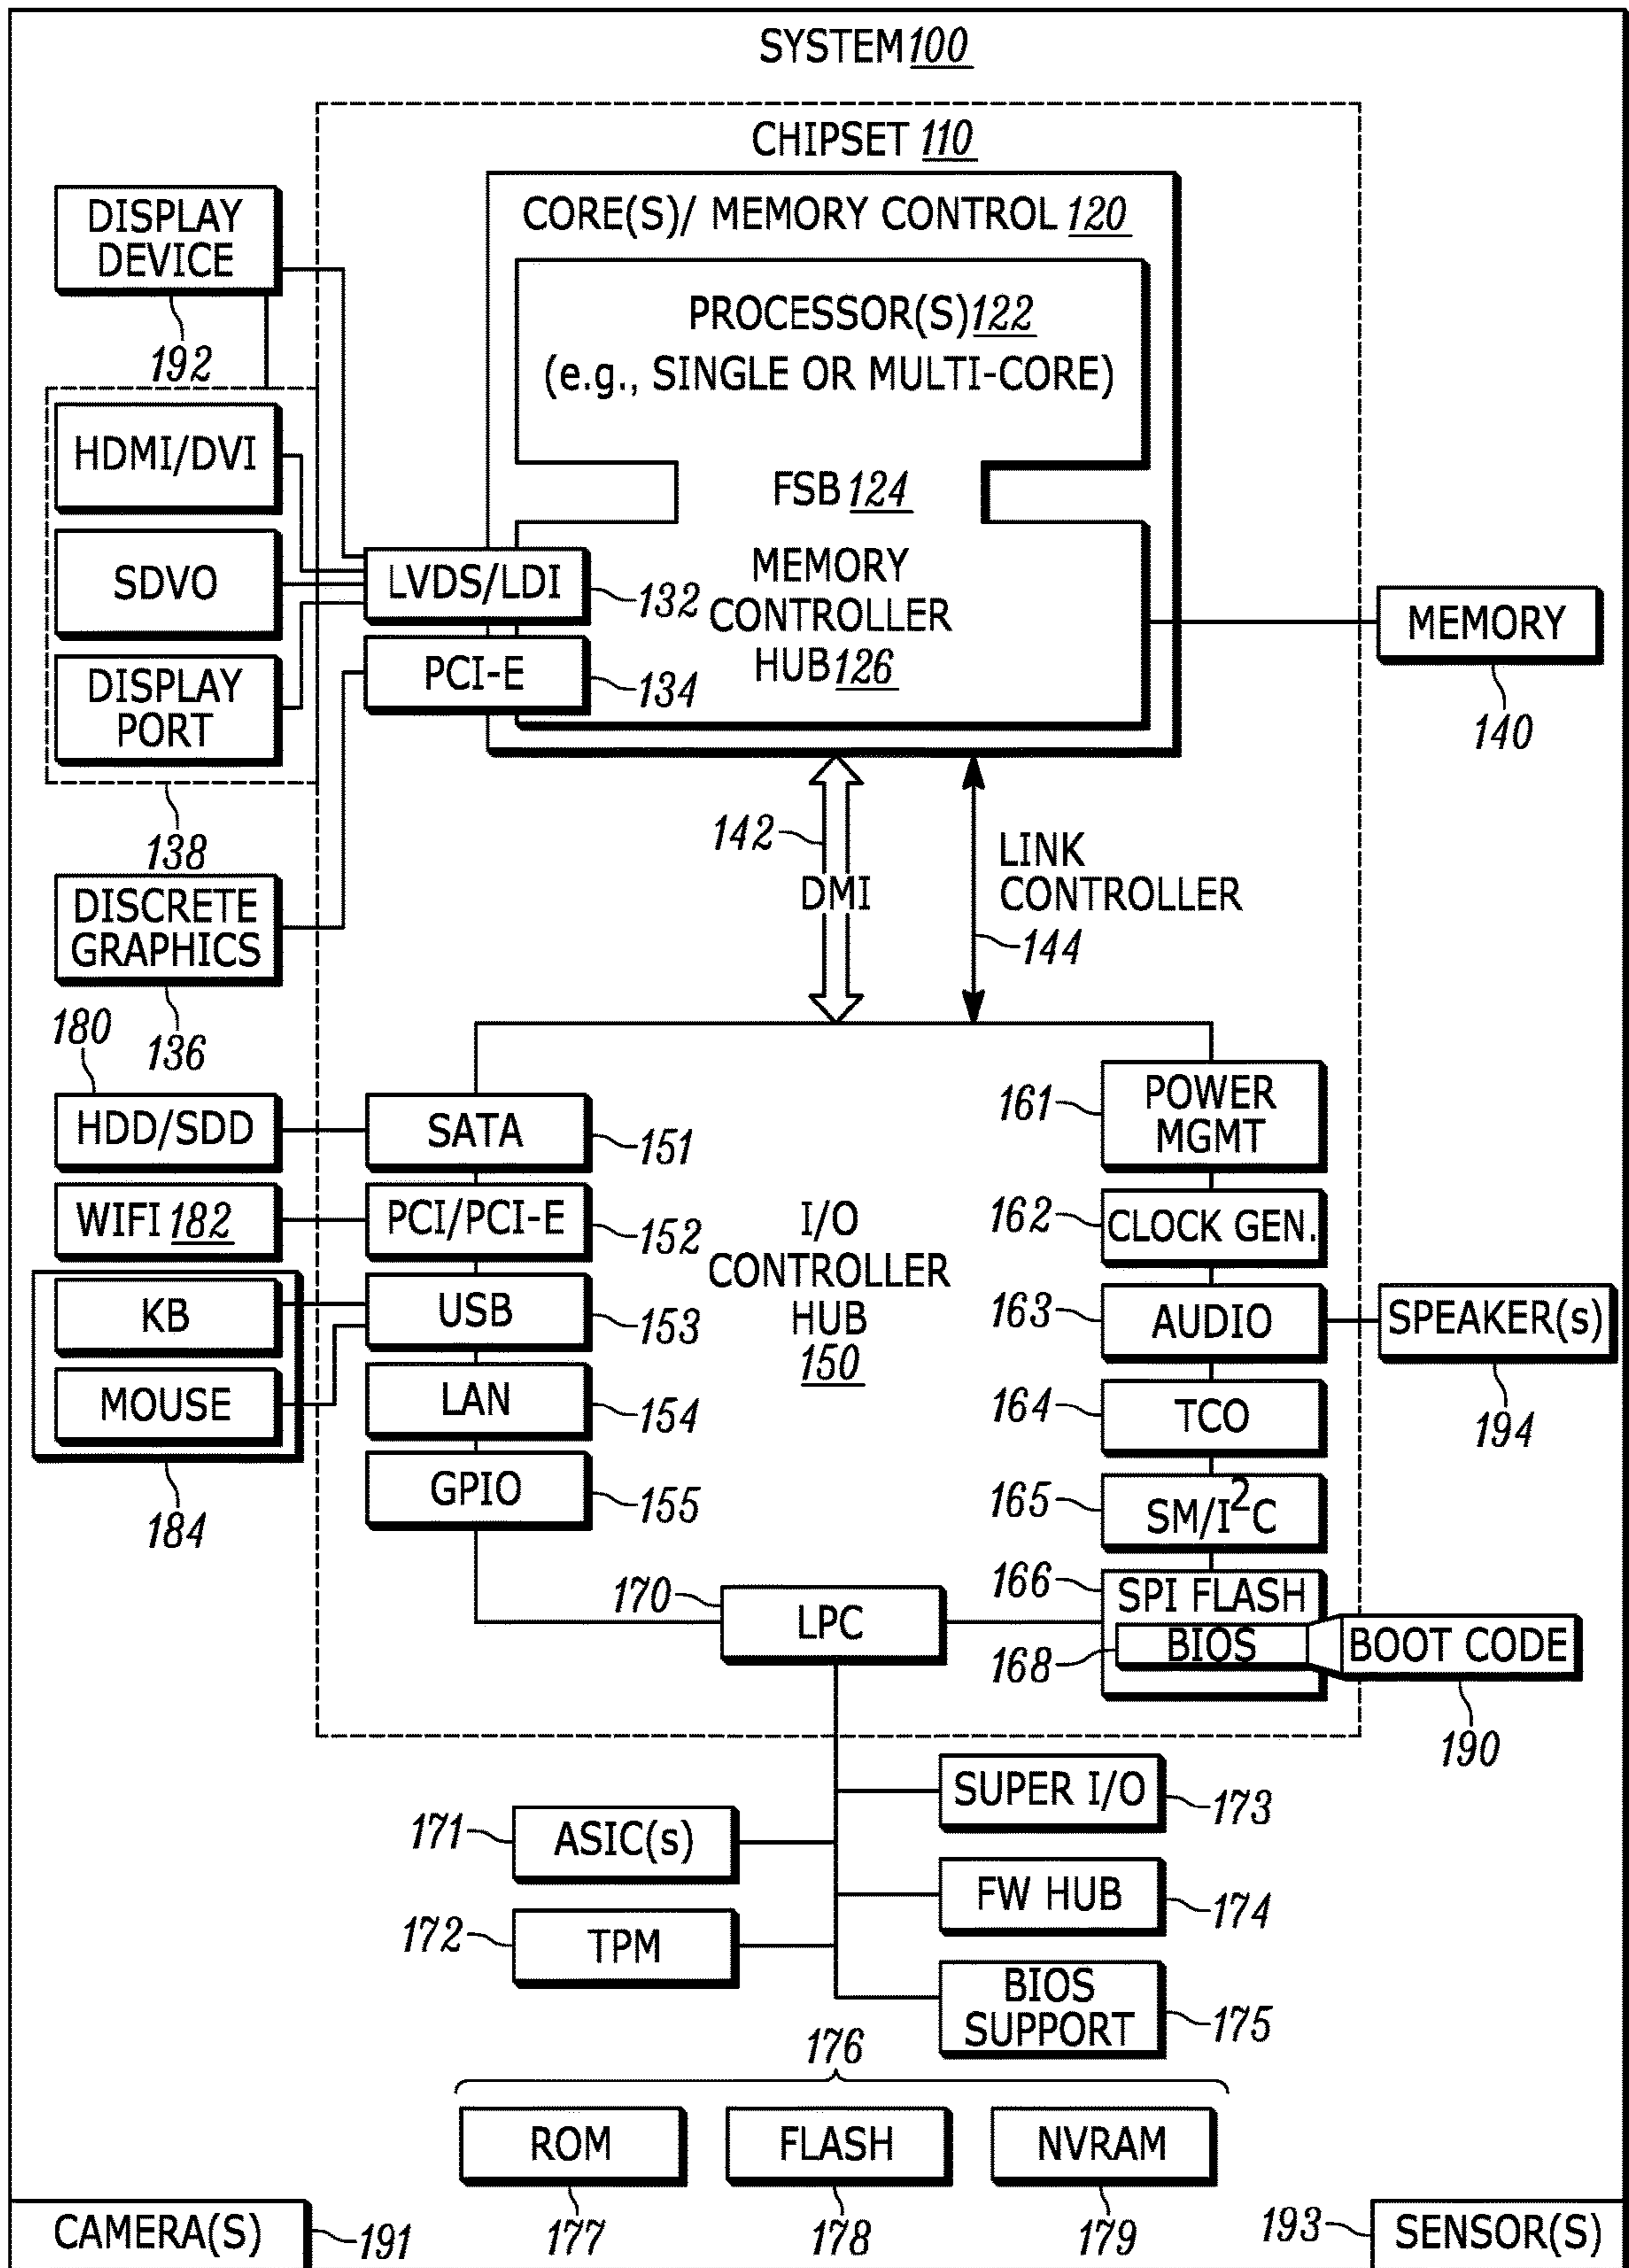 SYSTEM 100
CHIPSET 110
CORE(S)/ MEMORY CONTROL 120
PROCESSOR(S) 122
(e.g., SINGLE OR MULTI-CORE)
FSB 124
MEMORY
CONTROLLER
HUB 126
DISPLAY
DEVICE
192
HDMI/DVI
SDVO
DISPLAY
PORT
138
LVDS/LDI
132
PCI-E
134
MEMORY
140
DISCRETE
GRAPHICS
136
142
DMI
LINK
CONTROLLER
144
180
HDD/SDD
WIFI 182
KB
MOUSE
184
SATA
151
PCI/PCI-E
152
USB
153
LAN
154
GPIO
155
I/O
CONTROLLER
HUB
150
161
POWER
MGMT
162
CLOCK GEN.
163
AUDIO
SPEAKER(s)
194
164
TCO
165
SM/I²C
166
SPI FLASH
168
BIOS
BOOT CODE
190
170
LPC
171
ASIC(s)
172
TPM
SUPER I/O
173
FW HUB
174
BIOS
SUPPORT
175
176
ROM
177
FLASH
178
NVRAM
179
CAMERA(S)
191
193
SENSOR(S)